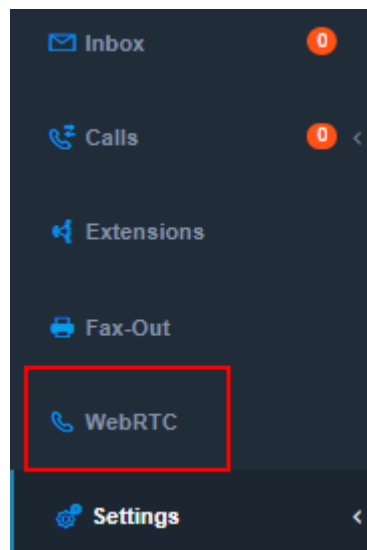 Inbox 0
Calls 0
Extensions
Fax-Out
WebRTC
Settings